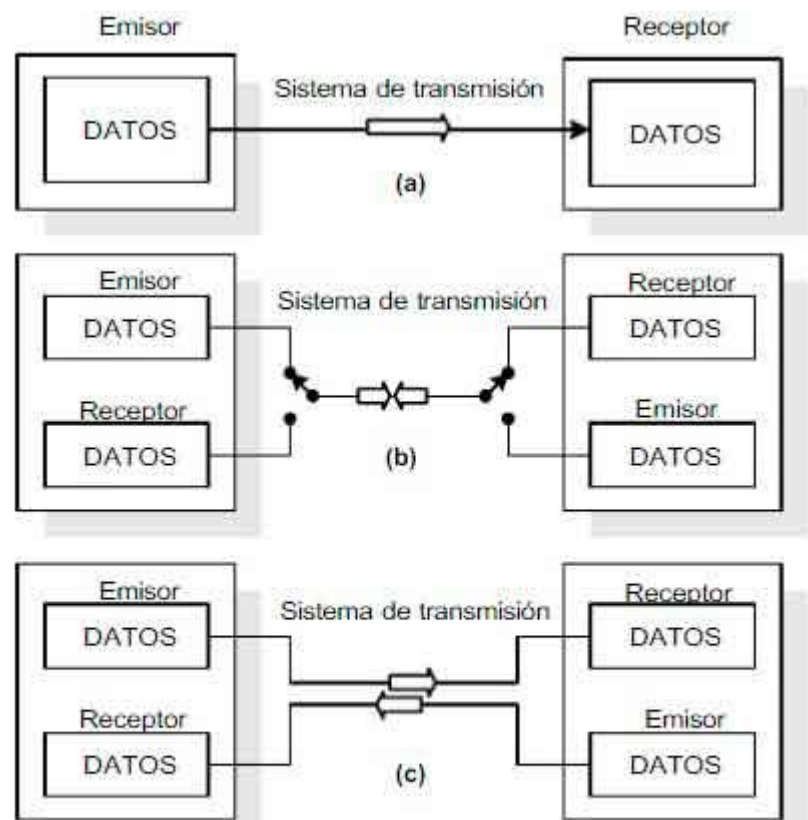 Emisor
Receptor
Sistema de transmisión
DATOS
DATOS
(a)
Emisor
Receptor
Sistema de transmisión
DATOS
DATOS
Receptor
Emisor
DATOS
DATOS
(b)
Emisor
Receptor
Sistema de transmisión
DATOS
DATOS
Receptor
Emisor
DATOS
DATOS
(c)